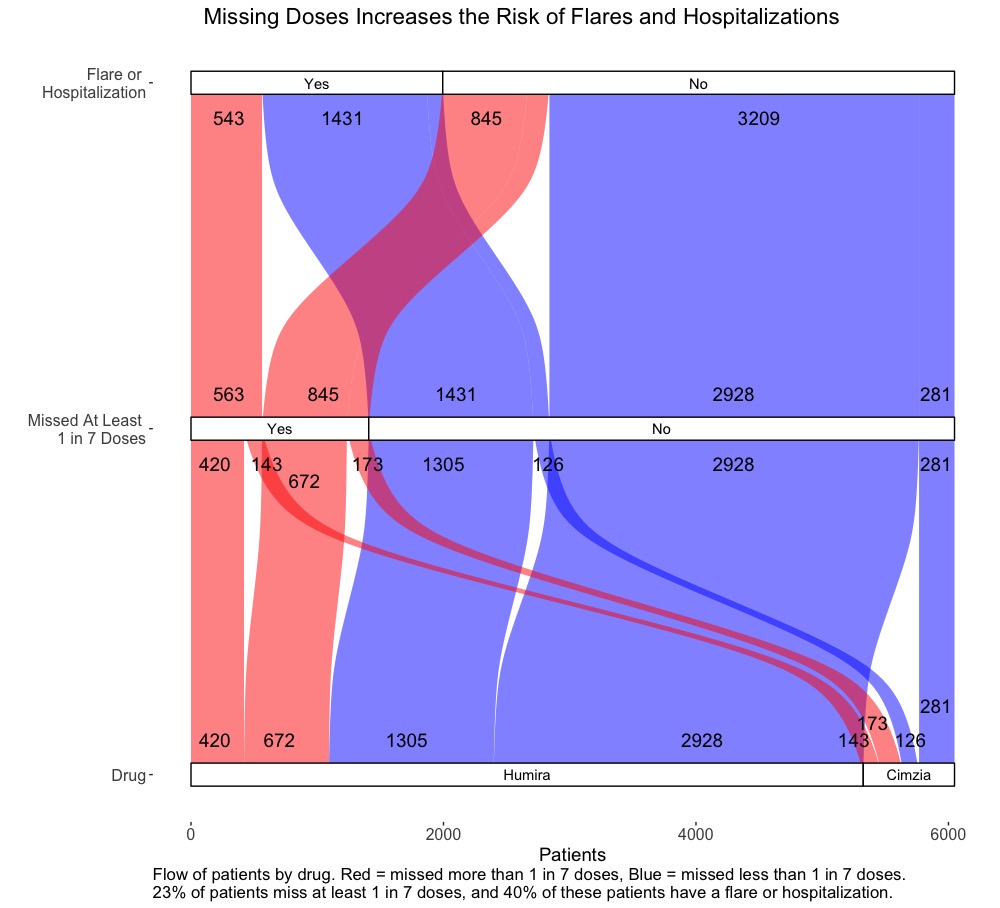 Missing Doses Increases the Risk of Flares and Hospitalizations
Flare or
Hospitalization
Yes
No
543
1431
845
3209
563
845
1431
2928
281
Missed At Least
1 in 7 Doses
Yes
No
420
143
672
173
1305
126
2928
281
281
173
420
672
1305
2928
143
126
Drug
Humira
Cimzia
0
2000
4000
6000
Patients
Flow of patients by drug. Red = missed more than 1 in 7 doses, Blue = missed less than 1 in 7 doses.
23% of patients miss at least 1 in 7 doses, and 40% of these patients have a flare or hospitalization.